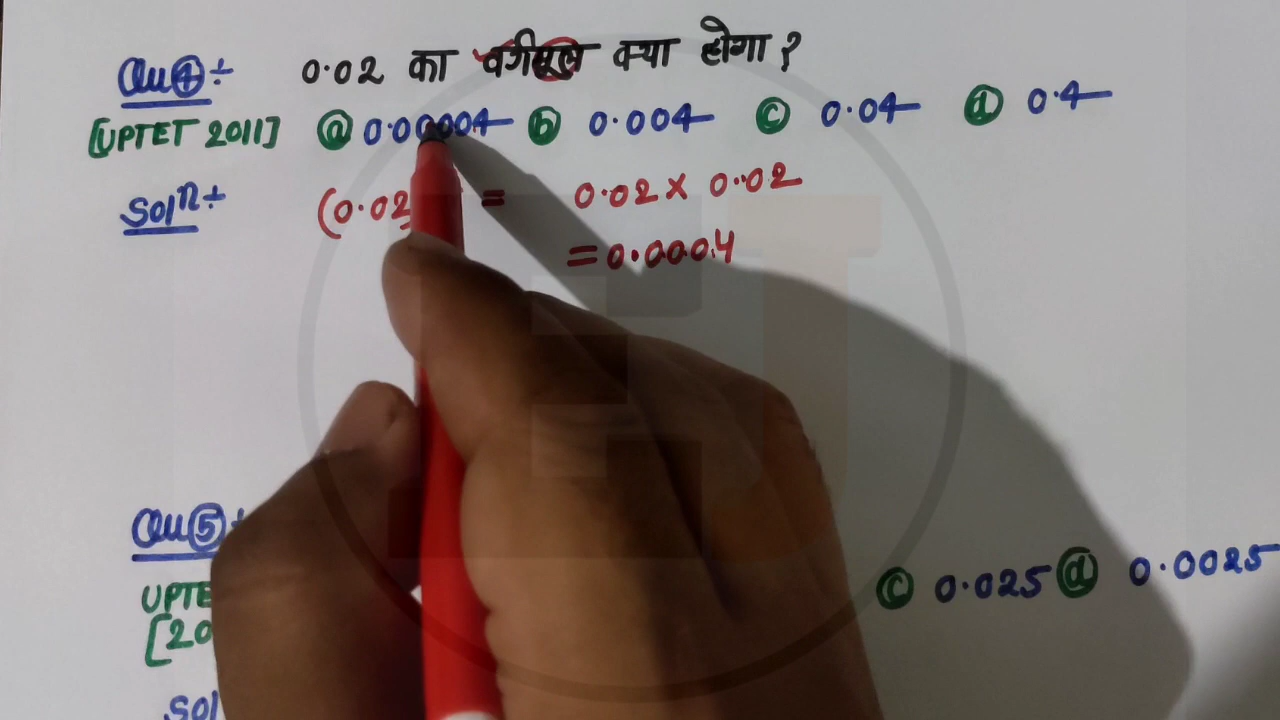 Qu④÷ 0.02 का वर्ग क्या होगा ?
[UPTET 2011] ⓐ 0.00004 ⓑ 0.004 ⓒ 0.04 ⓓ 0.4
Solⁿ÷ (0.02 = 0.02 × 0.02
= 0.0004
Qu⑤÷
UPTE ⓒ 0.025 ⓓ 0.0025
[20
Sol